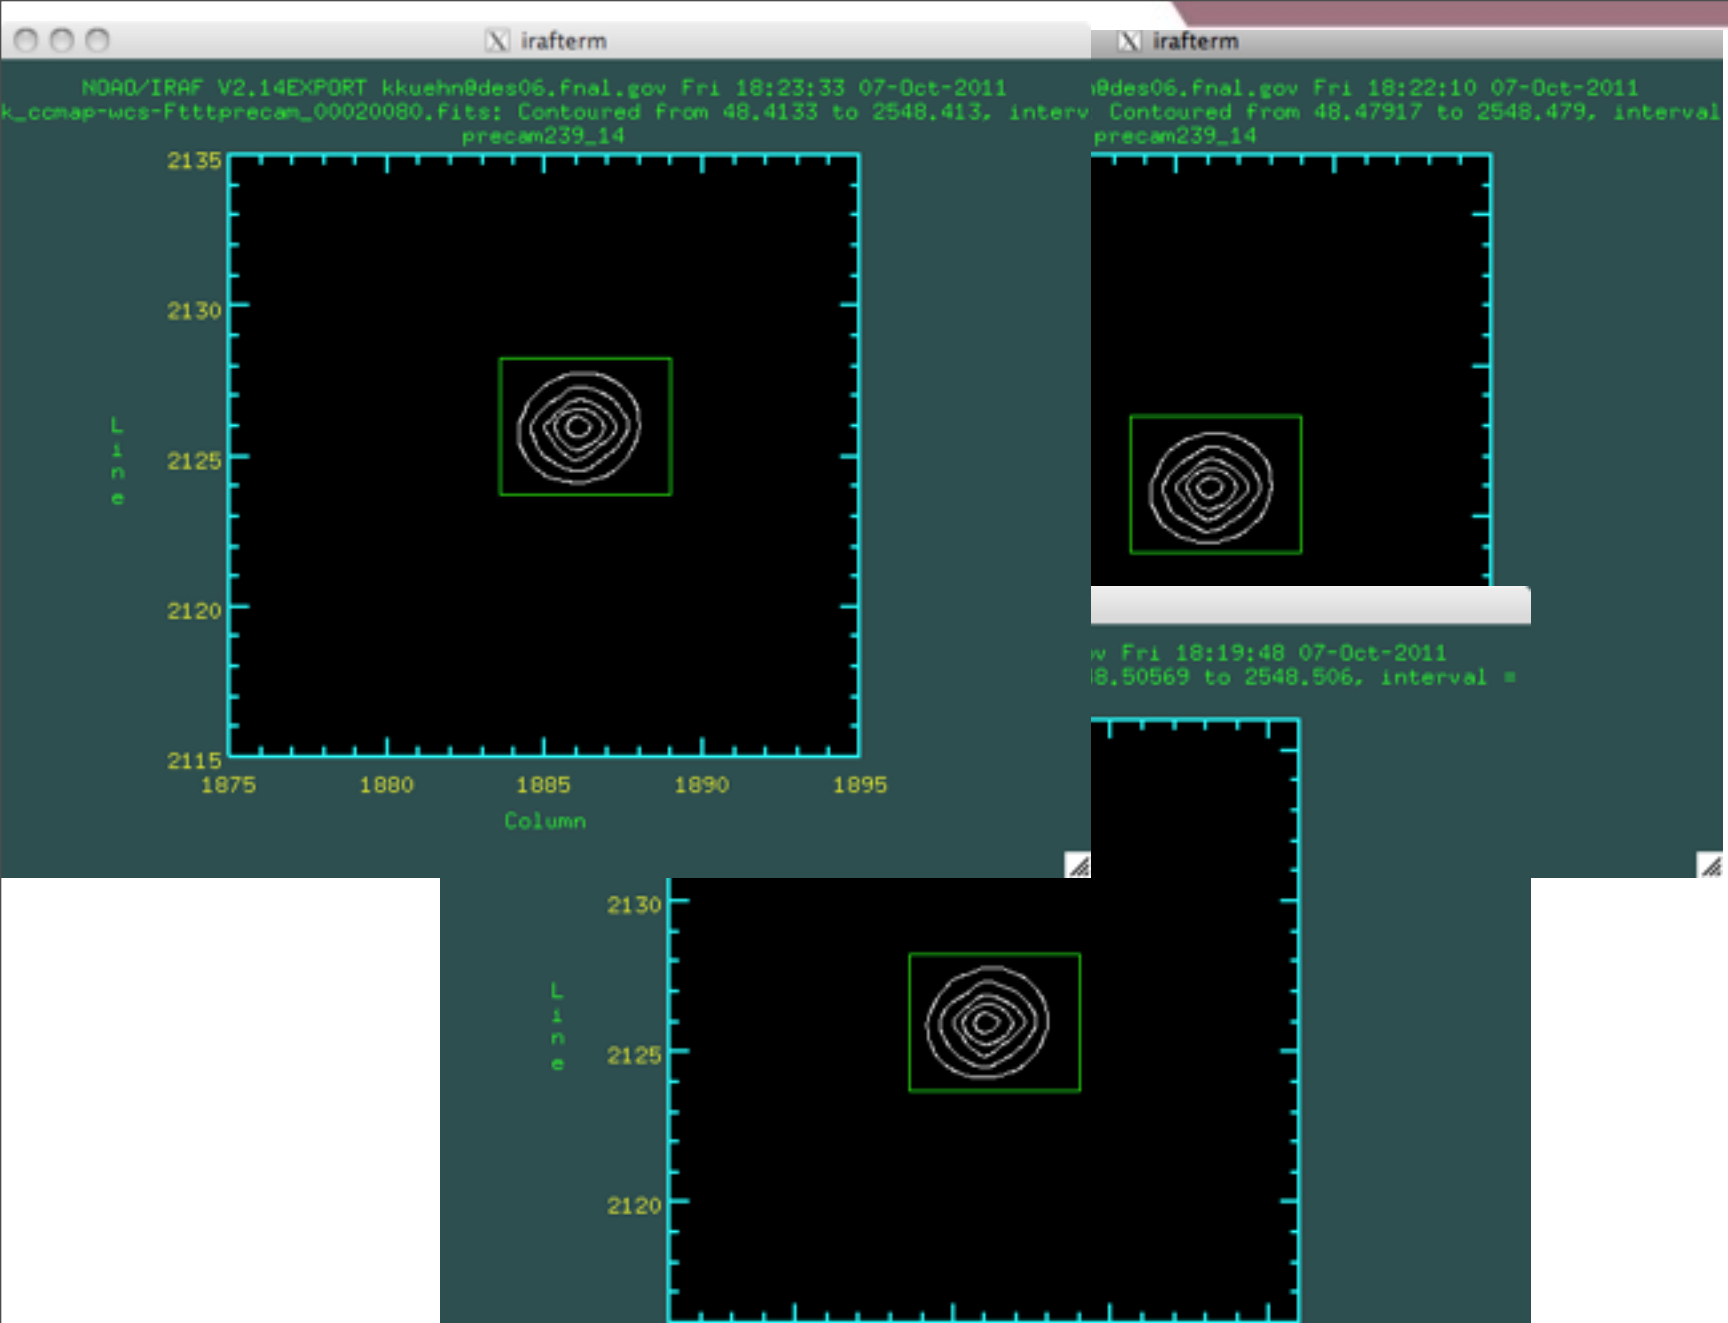 irafterm
NOAO/IRAF V2.14EXPORT kkuehn@des06.fnal.gov Fri 18:23:33 07-Oct-2011
k_ccmap-wcs-Ftttprecam_00020080.fits: Contoured from 48.4133 to 2548.413, interv
precam239_14
2135
2130
2125
2120
2115
Line
1875 1880 1885 1890 1895
Column
irafterm
@des06.fnal.gov Fri 18:22:10 07-Oct-2011
Contoured from 48.47917 to 2548.479, interval
precam239_14
v Fri 18:19:48 07-Oct-2011
8.50569 to 2548.506, interval =
2130
2125
2120
Line